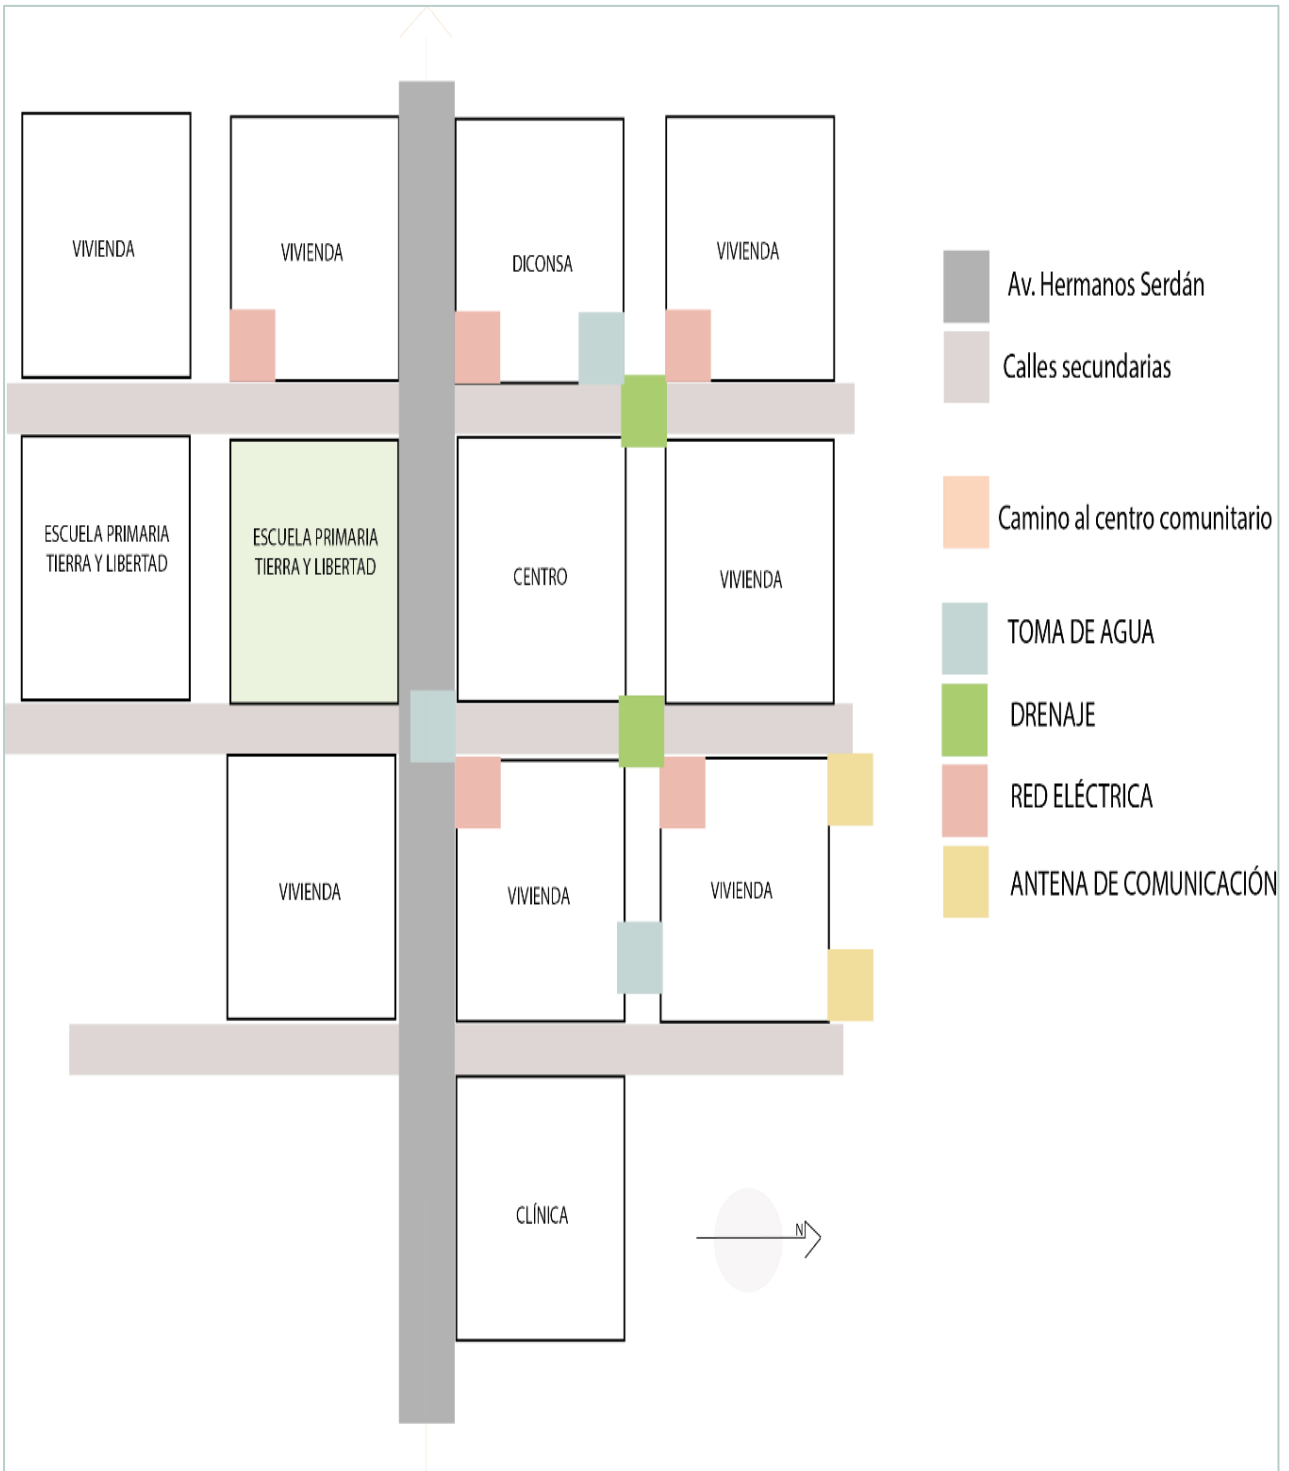 VIVIENDA
VIVIENDA
DICONSA
VIVIENDA
Av. Hermanos Serdán
Calles secundarias
ESCUELA PRIMARIA
TIERRA Y LIBERTAD
ESCUELA PRIMARIA
TIERRA Y LIBERTAD
CENTRO
VIVIENDA
Camino al centro comunitario
TOMA DE AGUA
DRENAJE
RED ELÉCTRICA
ANTENA DE COMUNICACIÓN
VIVIENDA
VIVIENDA
VIVIENDA
CLÍNICA
N